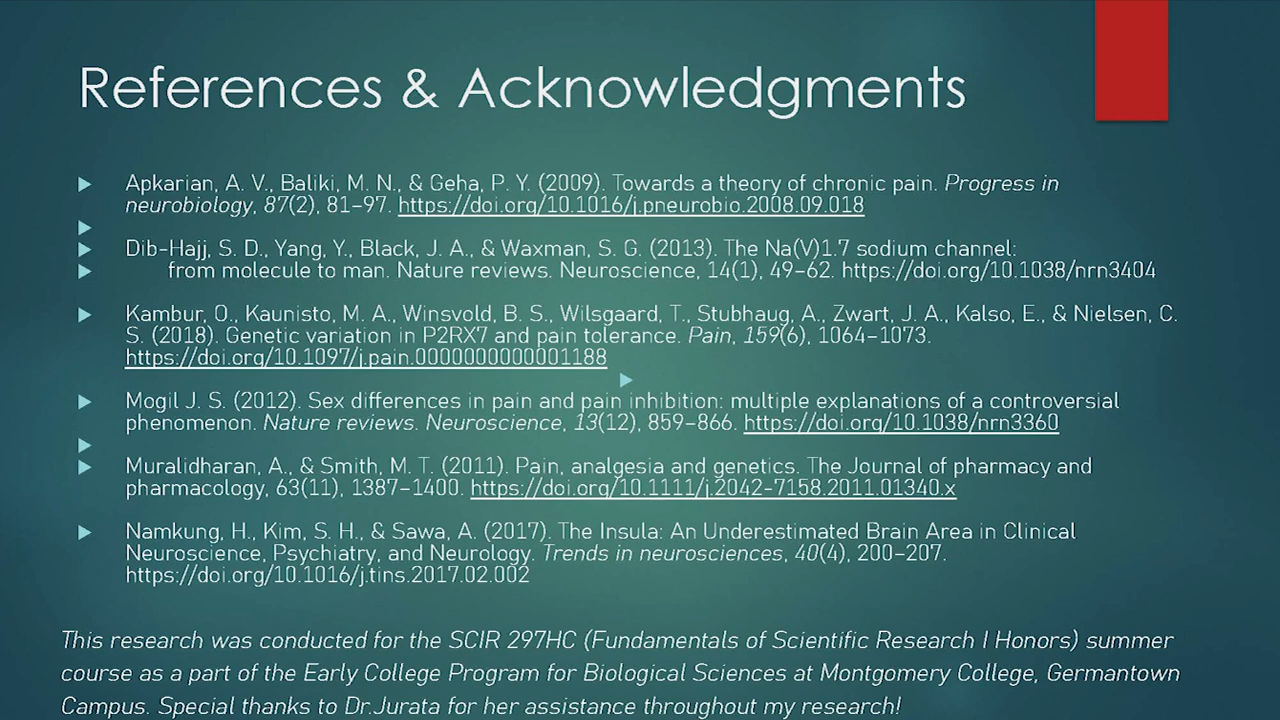 References & Acknowledgments
Apkarian, A. V., Baliki, M. N., & Geha, P. Y. (2009). Towards a theory of chronic pain. Progress in
neurobiology, 87(2), 81–97. https://doi.org/10.1016/j.pneurobio.2008.09.018
Dib-Hajj, S. D., Yang, Y., Black, J. A., & Waxman, S. G. (2013). The Na(V)1.7 sodium channel:
from molecule to man. Nature reviews. Neuroscience, 14(1), 49–62. https://doi.org/10.1038/nrn3404
Kambur, O., Kaunisto, M. A., Winsvold, B. S., Wilsgaard, T., Stubhaug, A., Zwart, J. A., Kalso, E., & Nielsen, C.
S. (2018). Genetic variation in P2RX7 and pain tolerance. Pain, 159(6), 1064–1073.
https://doi.org/10.1097/j.pain.0000000000001188
Mogil J. S. (2012). Sex differences in pain and pain inhibition: multiple explanations of a controversial
phenomenon. Nature reviews. Neuroscience, 13(12), 859–866. https://doi.org/10.1038/nrn3360
Muralidharan, A., & Smith, M. T. (2011). Pain, analgesia and genetics. The Journal of pharmacy and
pharmacology, 63(11), 1387–1400. https://doi.org/10.1111/j.2042-7158.2011.01340.x
Namkung, H., Kim, S. H., & Sawa, A. (2017). The Insula: An Underestimated Brain Area in Clinical
Neuroscience, Psychiatry, and Neurology. Trends in neurosciences, 40(4), 200–207.
https://doi.org/10.1016/j.tins.2017.02.002
This research was conducted for the SCIR 297HC (Fundamentals of Scientific Research I Honors) summer
course as a part of the Early College Program for Biological Sciences at Montgomery College, Germantown
Campus. Special thanks to Dr.Jurata for her assistance throughout my research!